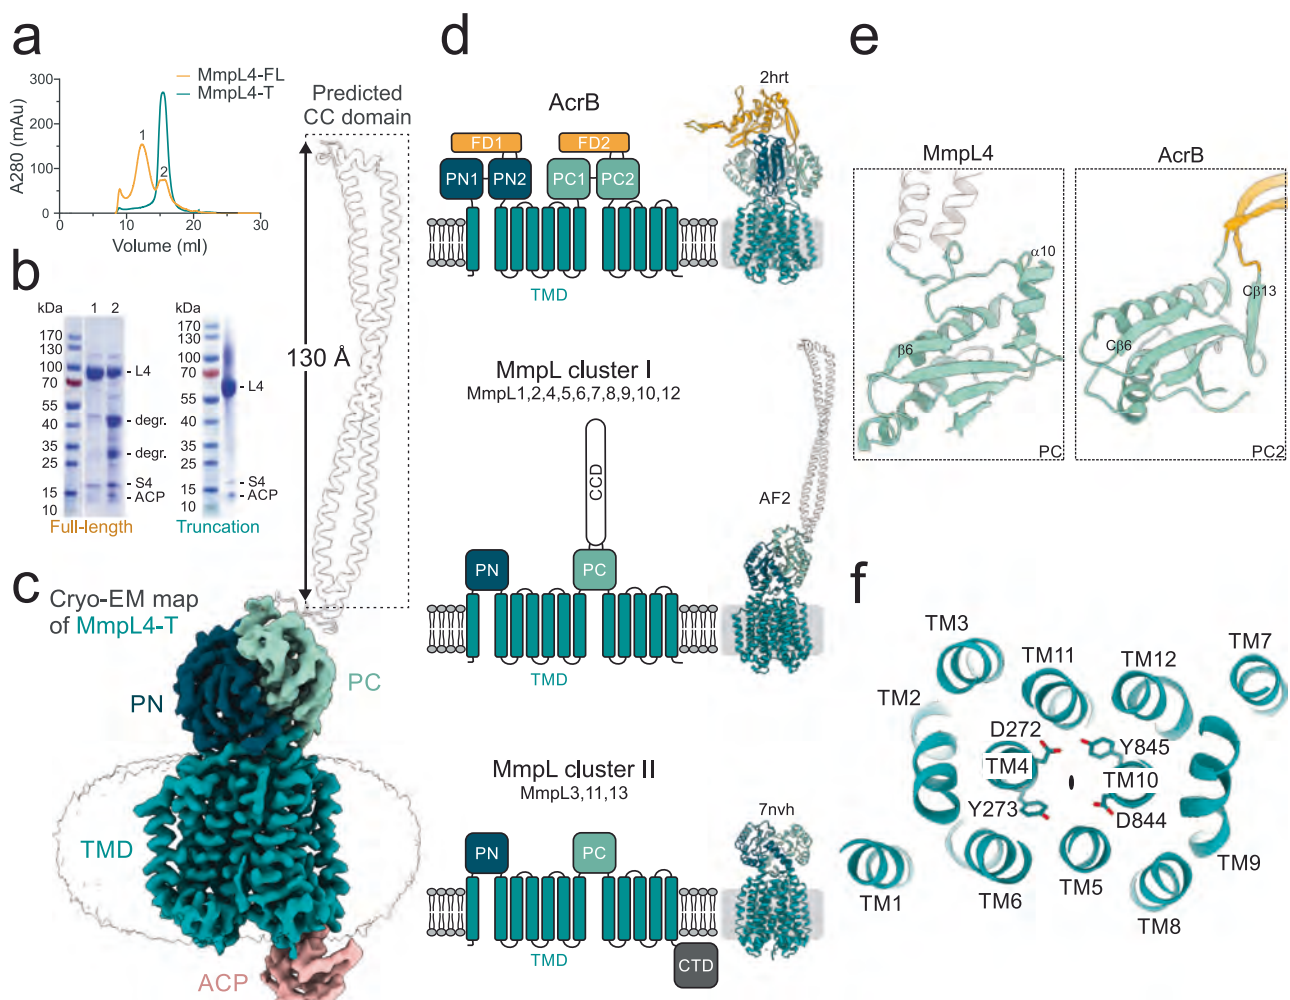 a
MmpL4-FL
MmpL4-T
A280 (mAu)
300
200
100
0
1
2
0
10
20
30
Volume (ml)
Predicted
CC domain
130 Å
b
kDa
1
2
170
130
100
70
55
40
35
25
15
10
L4
degr.
degr.
S4
ACP
Full-length
kDa
170
130
100
70
55
40
35
25
15
10
L4
S4
ACP
Truncation
c
Cryo-EM map
of MmpL4-T
PN
PC
TMD
ACP
d
AcrB
2hrt
FD1
FD2
PN1
PN2
PC1
PC2
TMD
MmpL cluster I
MmpL1,2,4,5,6,7,8,9,10,12
CCD
AF2
PN
PC
TMD
MmpL cluster II
MmpL3,11,13
7nvh
PN
PC
TMD
CTD
e
MmpL4
α10
β6
PC
AcrB
Cβ13
Cβ6
PC2
f
TM3
TM11
TM12
TM7
TM2
D272
Y845
TM4
TM10
Y273
D844
TM1
TM6
TM5
TM8
TM9